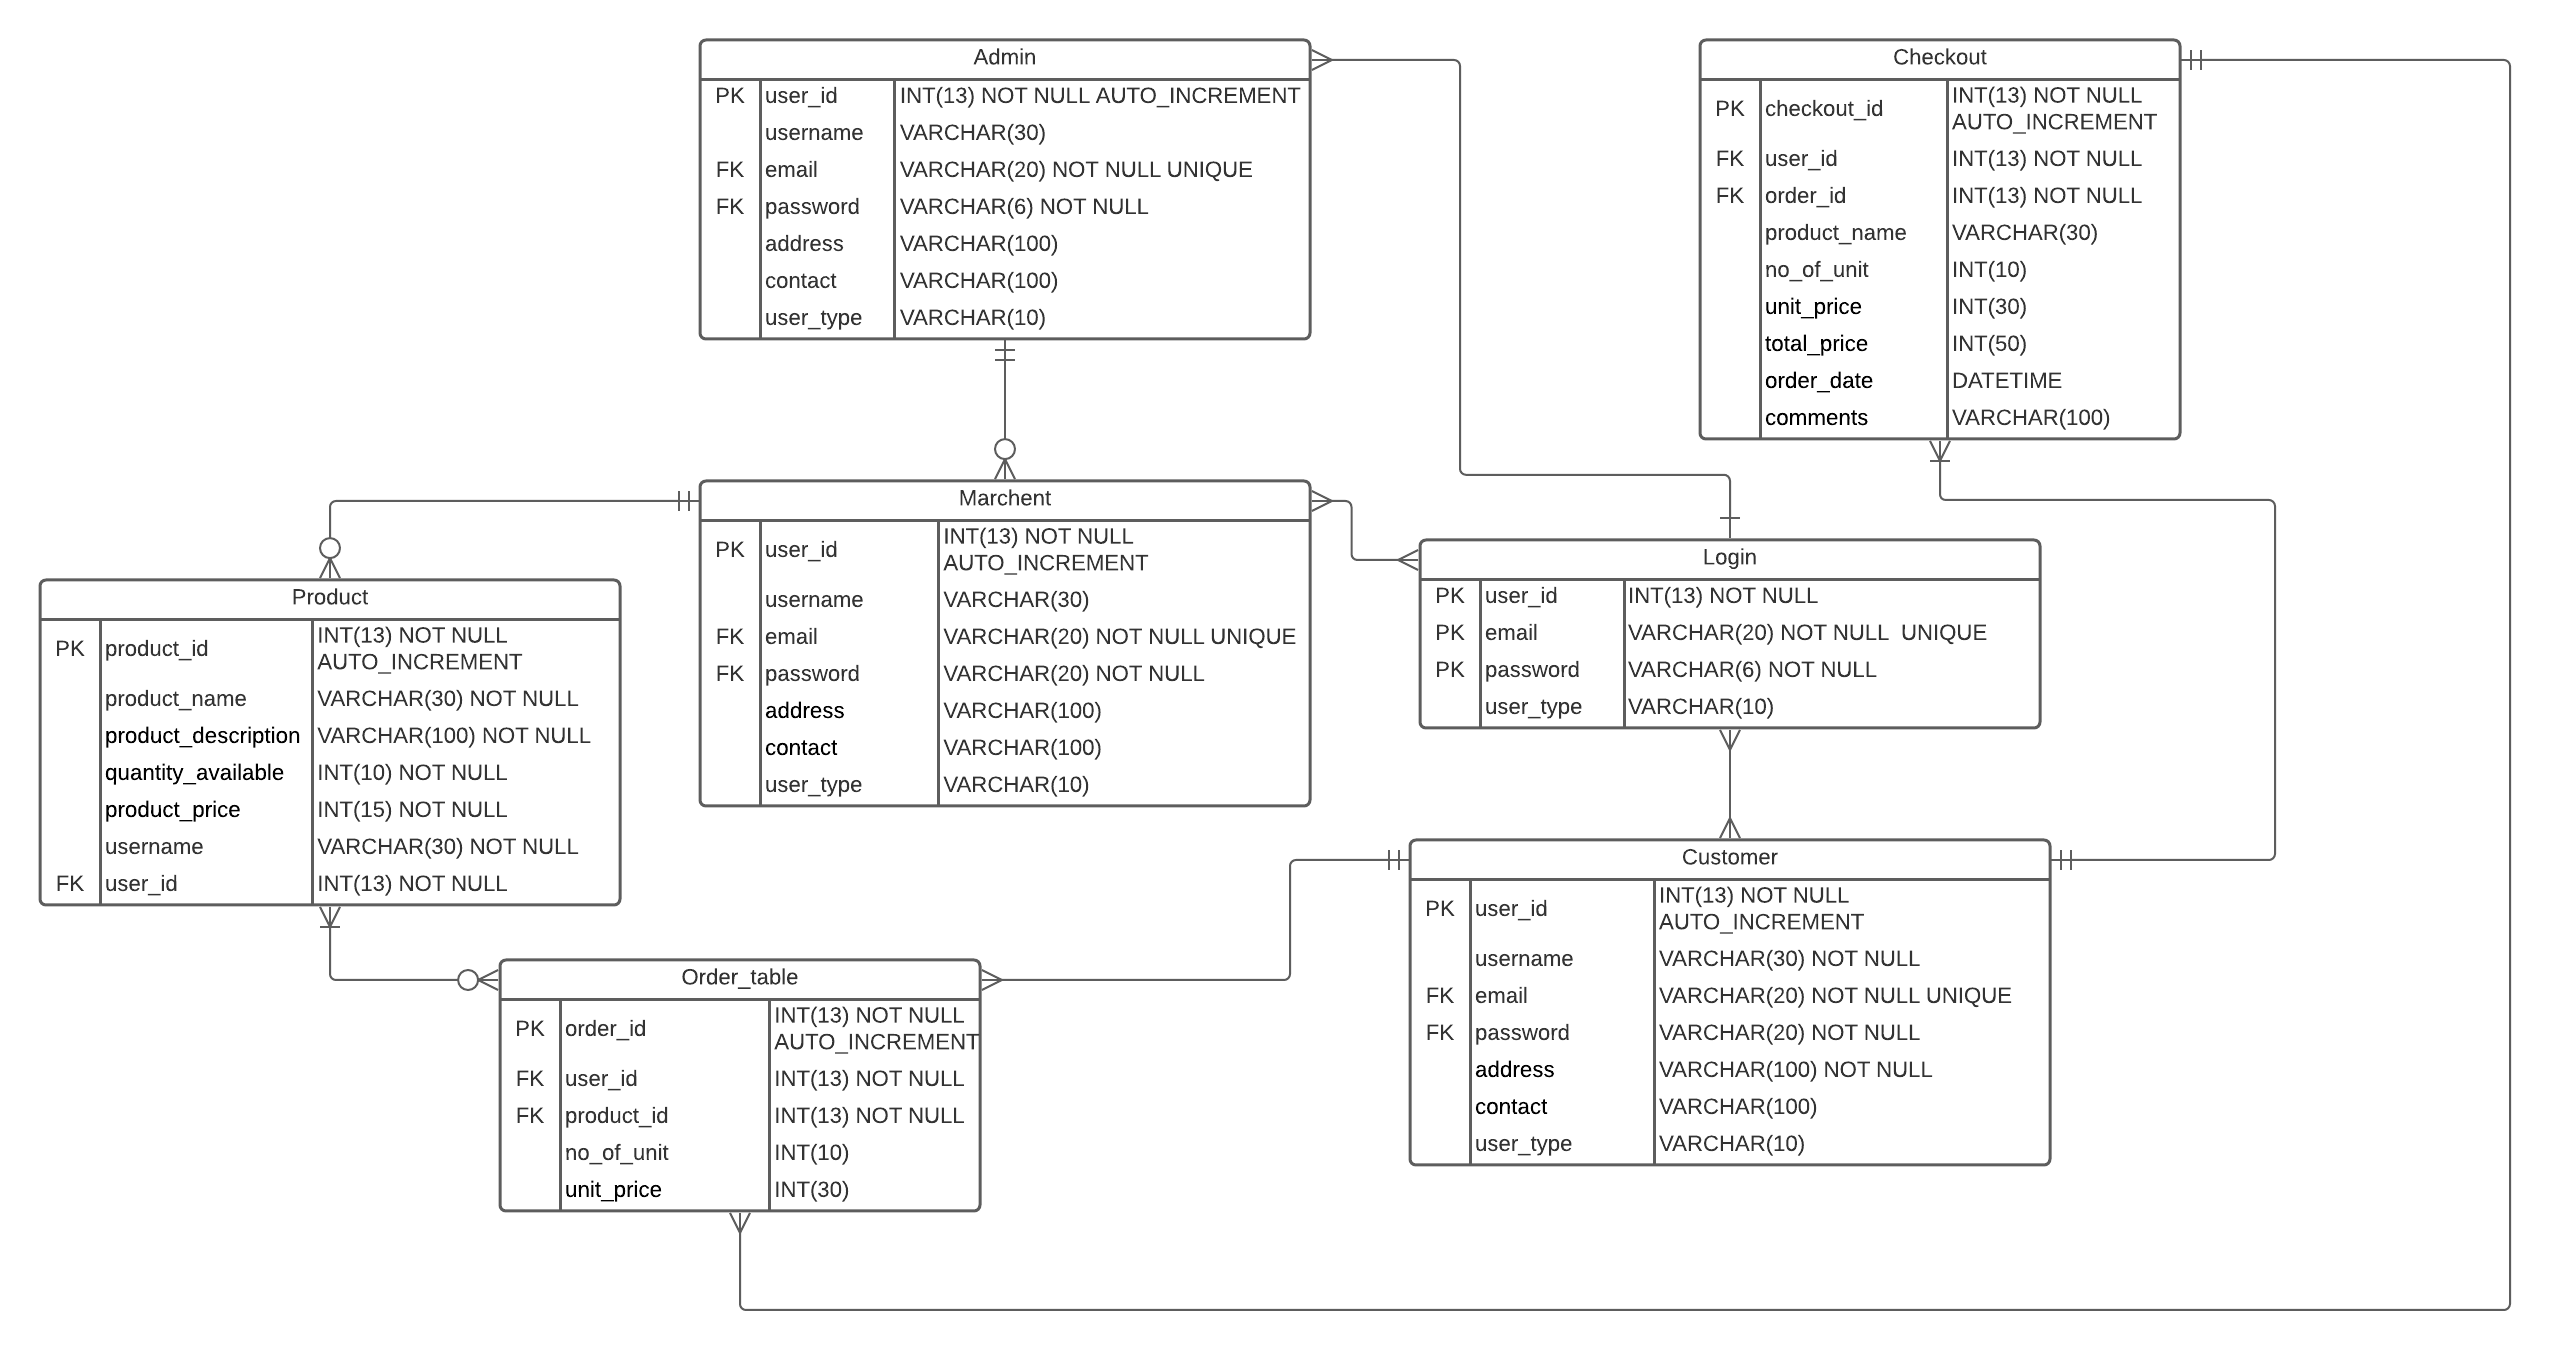 Admin
PK user_id INT(13) NOT NULL AUTO_INCREMENT
username VARCHAR(30)
FK email VARCHAR(20) NOT NULL UNIQUE
FK password VARCHAR(6) NOT NULL
address VARCHAR(100)
contact VARCHAR(100)
user_type VARCHAR(10)
Checkout
PK checkout_id INT(13) NOT NULL
AUTO_INCREMENT
FK user_id INT(13) NOT NULL
FK order_id INT(13) NOT NULL
product_name VARCHAR(30)
no_of_unit INT(10)
unit_price INT(30)
total_price INT(50)
order_date DATETIME
comments VARCHAR(100)
Marchent
PK user_id INT(13) NOT NULL
AUTO_INCREMENT
username VARCHAR(30)
FK email VARCHAR(20) NOT NULL UNIQUE
FK password VARCHAR(20) NOT NULL
address VARCHAR(100)
contact VARCHAR(100)
user_type VARCHAR(10)
Login
PK user_id INT(13) NOT NULL
PK email VARCHAR(20) NOT NULL  UNIQUE
PK password VARCHAR(6) NOT NULL
user_type VARCHAR(10)
Product
PK product_id INT(13) NOT NULL
AUTO_INCREMENT
product_name VARCHAR(30) NOT NULL
product_description VARCHAR(100) NOT NULL
quantity_available INT(10) NOT NULL
product_price INT(15) NOT NULL
username VARCHAR(30) NOT NULL
FK user_id INT(13) NOT NULL
Customer
PK user_id INT(13) NOT NULL
AUTO_INCREMENT
username VARCHAR(30) NOT NULL
FK email VARCHAR(20) NOT NULL UNIQUE
FK password VARCHAR(20) NOT NULL
address VARCHAR(100) NOT NULL
contact VARCHAR(100)
user_type VARCHAR(10)
Order_table
PK order_id INT(13) NOT NULL
AUTO_INCREMENT
FK user_id INT(13) NOT NULL
FK product_id INT(13) NOT NULL
no_of_unit INT(10)
unit_price INT(30)